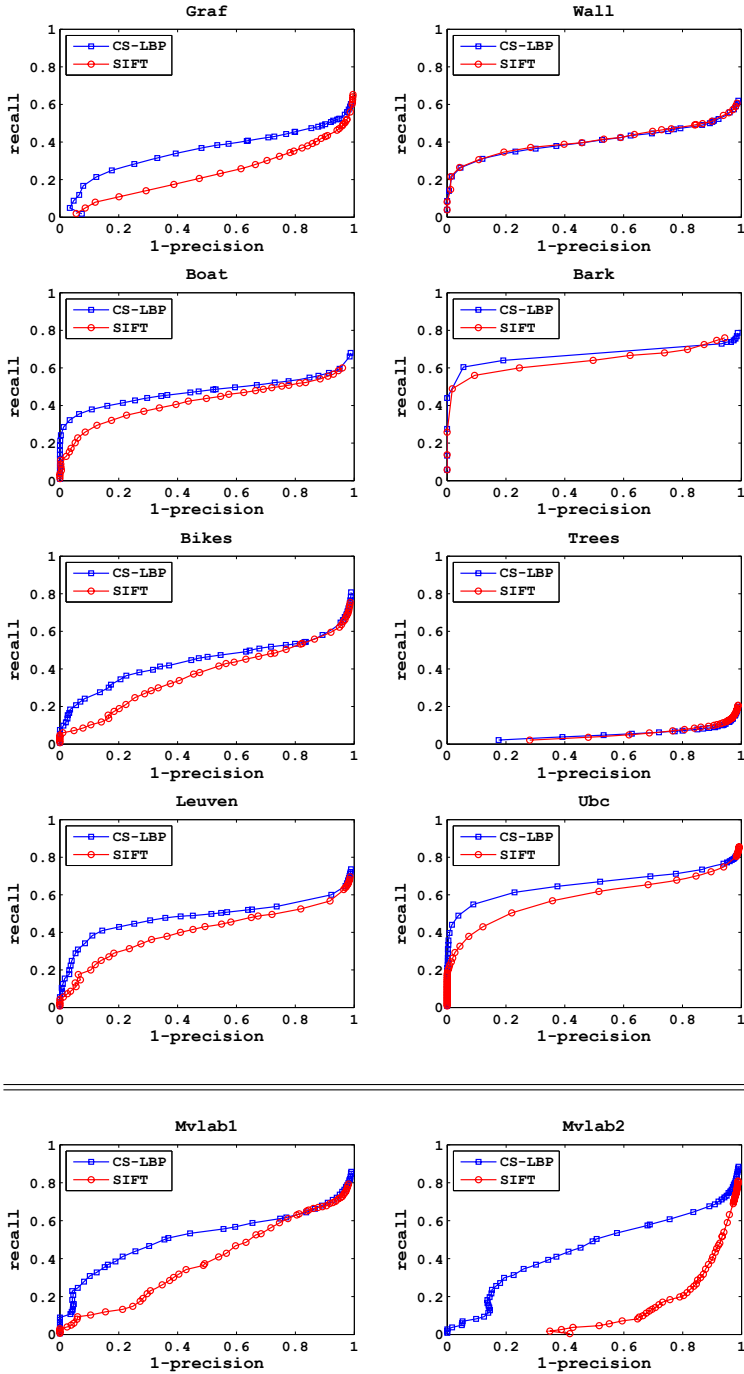 Graf
1
0.8
0.6
0.4
0.2
0
recall
CS-LBP
SIFT
0 0.2 0.4 0.6 0.8 1
1-precision
Wall
1
0.8
0.6
0.4
0.2
0
recall
CS-LBP
SIFT
0 0.2 0.4 0.6 0.8 1
1-precision
Boat
1
0.8
0.6
0.4
0.2
0
recall
CS-LBP
SIFT
0 0.2 0.4 0.6 0.8 1
1-precision
Bark
1
0.8
0.6
0.4
0.2
0
recall
CS-LBP
SIFT
0 0.2 0.4 0.6 0.8 1
1-precision
Bikes
1
0.8
0.6
0.4
0.2
0
recall
CS-LBP
SIFT
0 0.2 0.4 0.6 0.8 1
1-precision
Trees
1
0.8
0.6
0.4
0.2
0
recall
CS-LBP
SIFT
0 0.2 0.4 0.6 0.8 1
1-precision
Leuven
1
0.8
0.6
0.4
0.2
0
recall
CS-LBP
SIFT
0 0.2 0.4 0.6 0.8 1
1-precision
Ubc
1
0.8
0.6
0.4
0.2
0
recall
CS-LBP
SIFT
0 0.2 0.4 0.6 0.8 1
1-precision
Mvlab1
1
0.8
0.6
0.4
0.2
0
recall
CS-LBP
SIFT
0 0.2 0.4 0.6 0.8 1
1-precision
Mvlab2
1
0.8
0.6
0.4
0.2
0
recall
CS-LBP
SIFT
0 0.2 0.4 0.6 0.8 1
1-precision